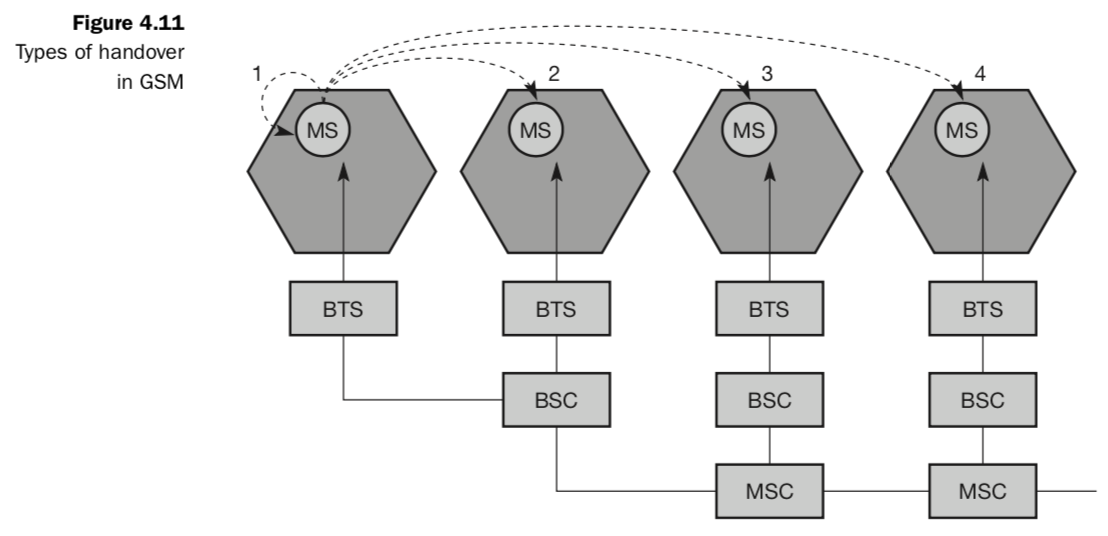 Figure 4.11
Types of handover
in GSM
1
2
3
4
MS
MS
MS
MS
BTS
BTS
BTS
BTS
BSC
BSC
BSC
MSC
MSC